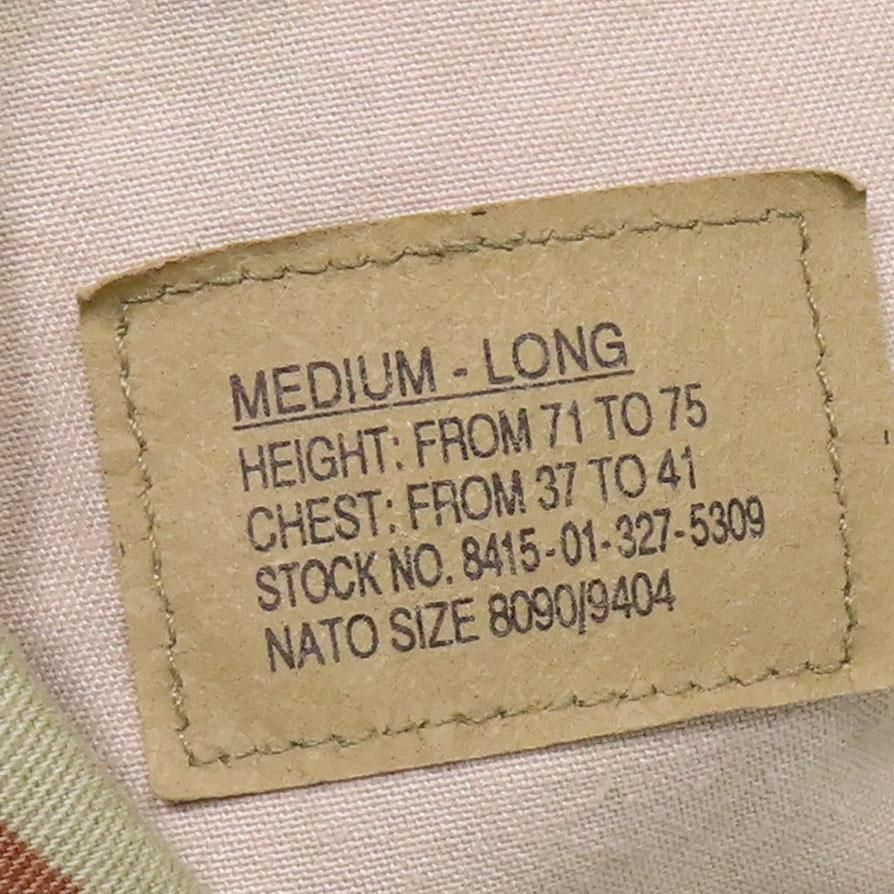 MEDIUM - LONG
HEIGHT: FROM 71 TO 75
CHEST: FROM 37 TO 41
STOCK NO. 8415-01-327-5309
NATO SIZE 8090/9404